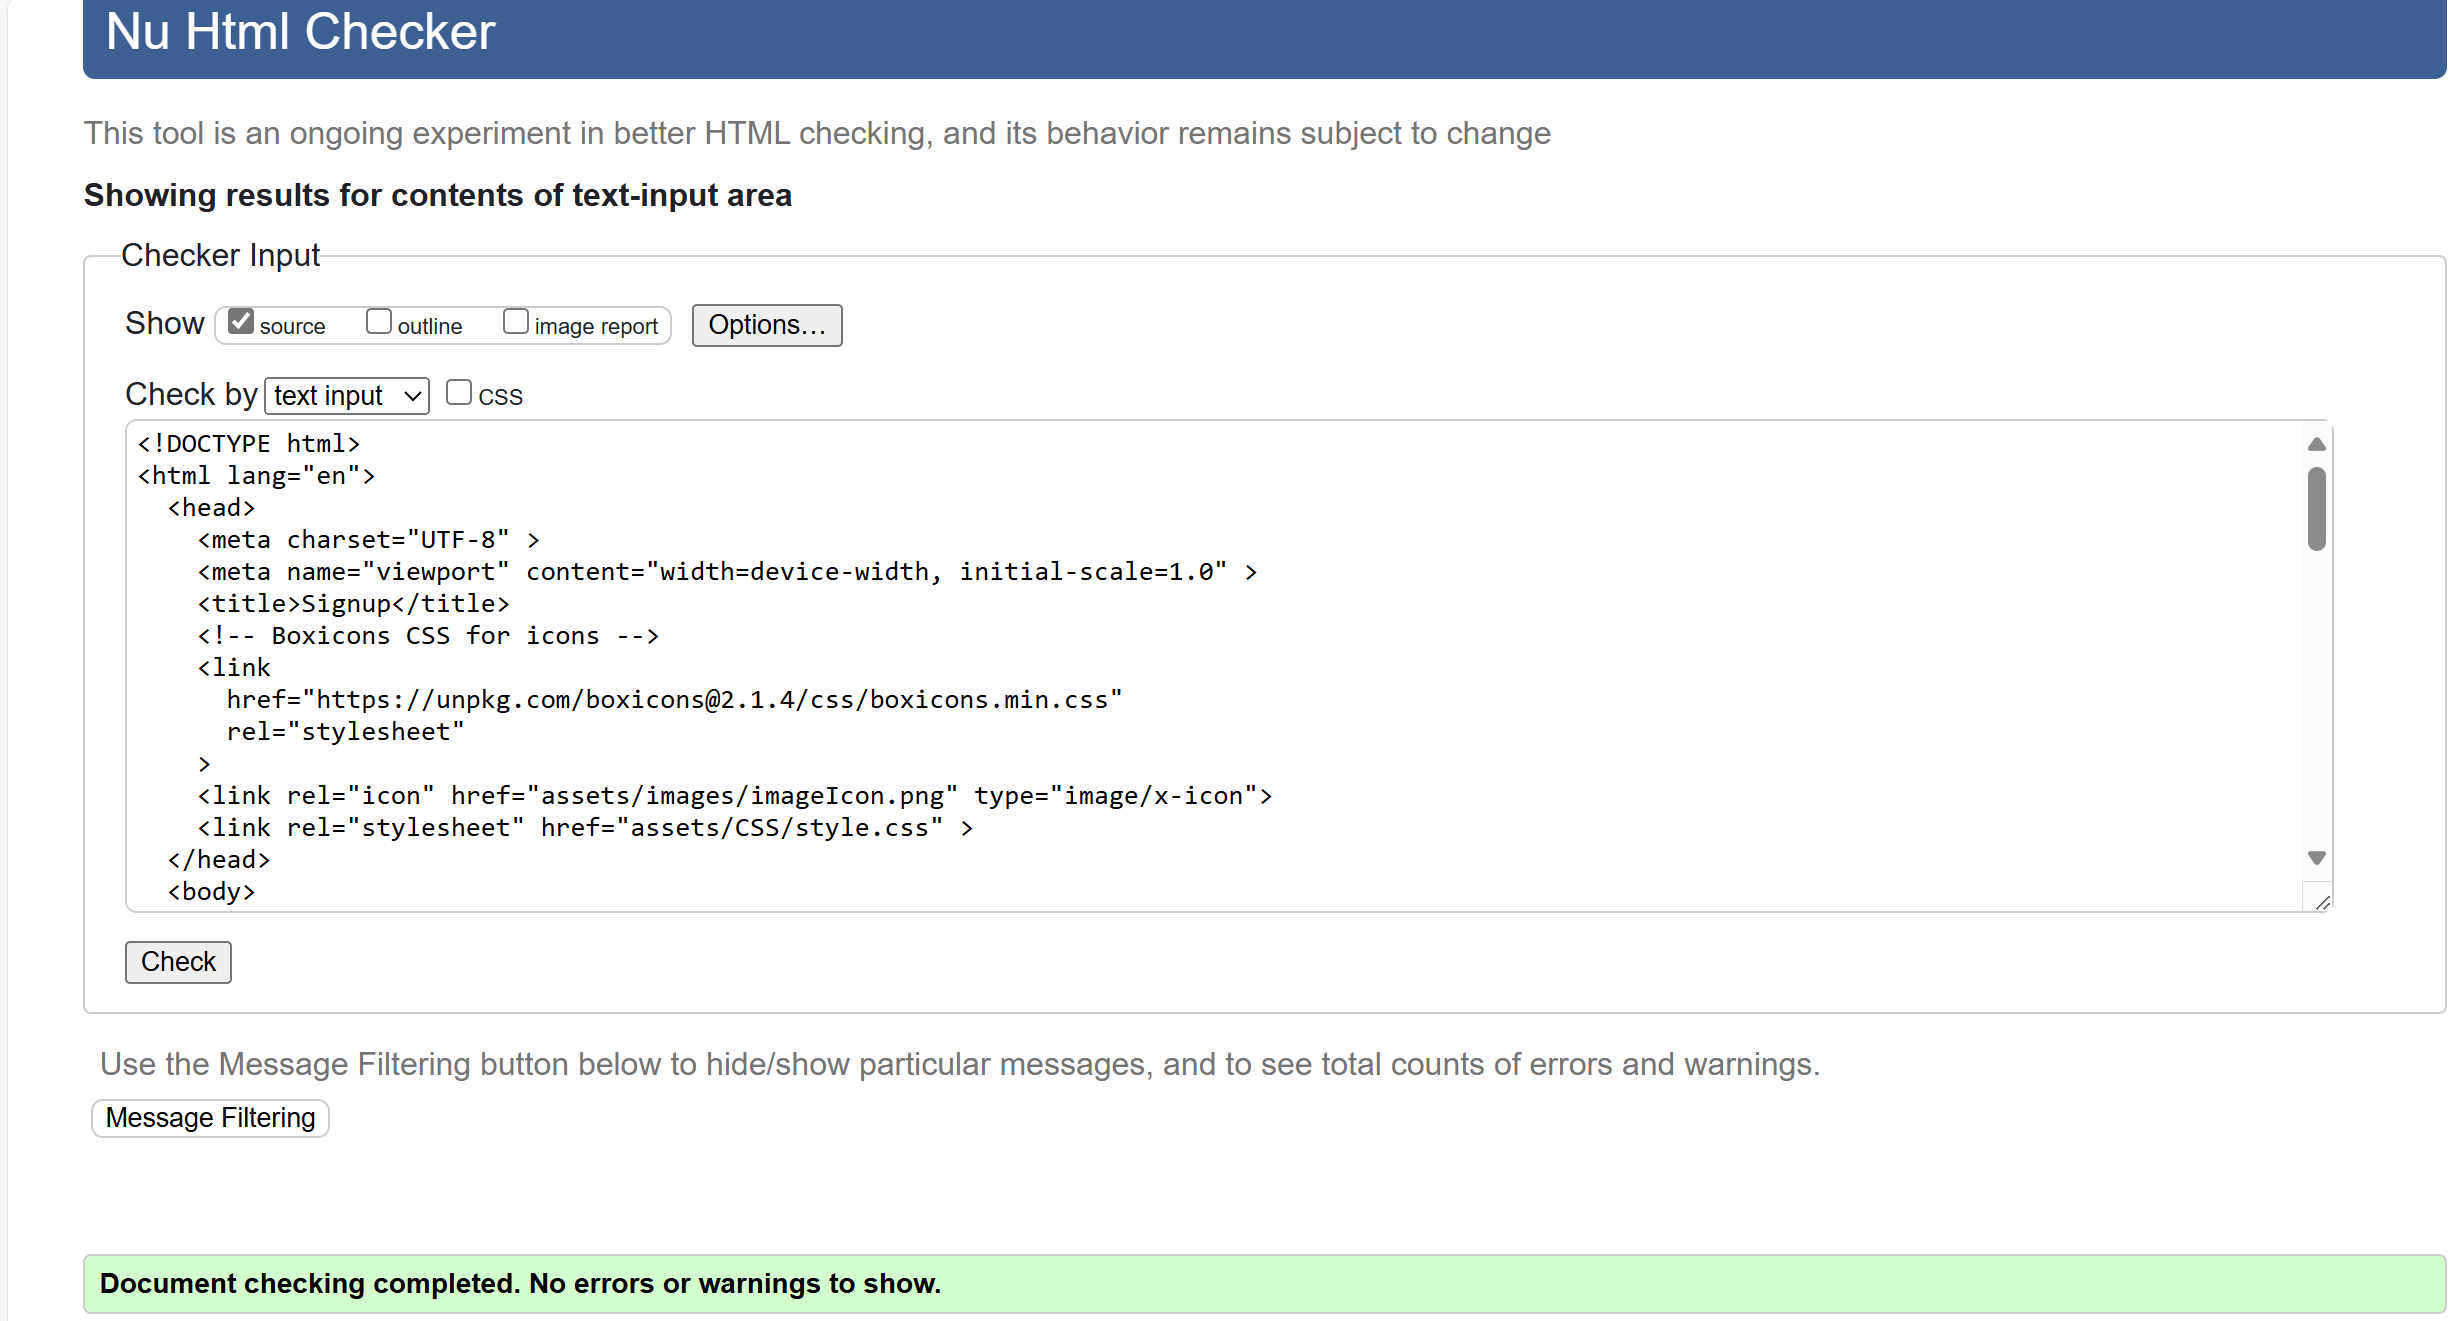 Nu Html Checker
This tool is an ongoing experiment in better HTML checking, and its behavior remains subject to change
Showing results for contents of text-input area
Checker Input
Show source outline image report Options...
Check by text input CSS
<!DOCTYPE html>
<html lang="en">
  <head>
    <meta charset="UTF-8" >
    <meta name="viewport" content="width=device-width, initial-scale=1.0" >
    <title>Signup</title>
    <!-- Boxicons CSS for icons -->
    <link
      href="https://unpkg.com/boxicons@2.1.4/css/boxicons.min.css"
      rel="stylesheet"
    >
    <link rel="icon" href="assets/images/imageIcon.png" type="image/x-icon">
    <link rel="stylesheet" href="assets/CSS/style.css" >
  </head>
  <body>
Check
Use the Message Filtering button below to hide/show particular messages, and to see total counts of errors and warnings.
Message Filtering
Document checking completed. No errors or warnings to show.